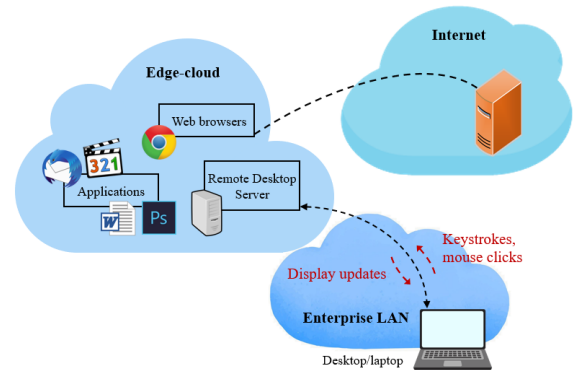 Internet
Edge-cloud
Web browsers
321
Applications
W
Ps
Remote Desktop
Server
Keystrokes,
mouse clicks
Display updates
Enterprise LAN
Desktop/laptop